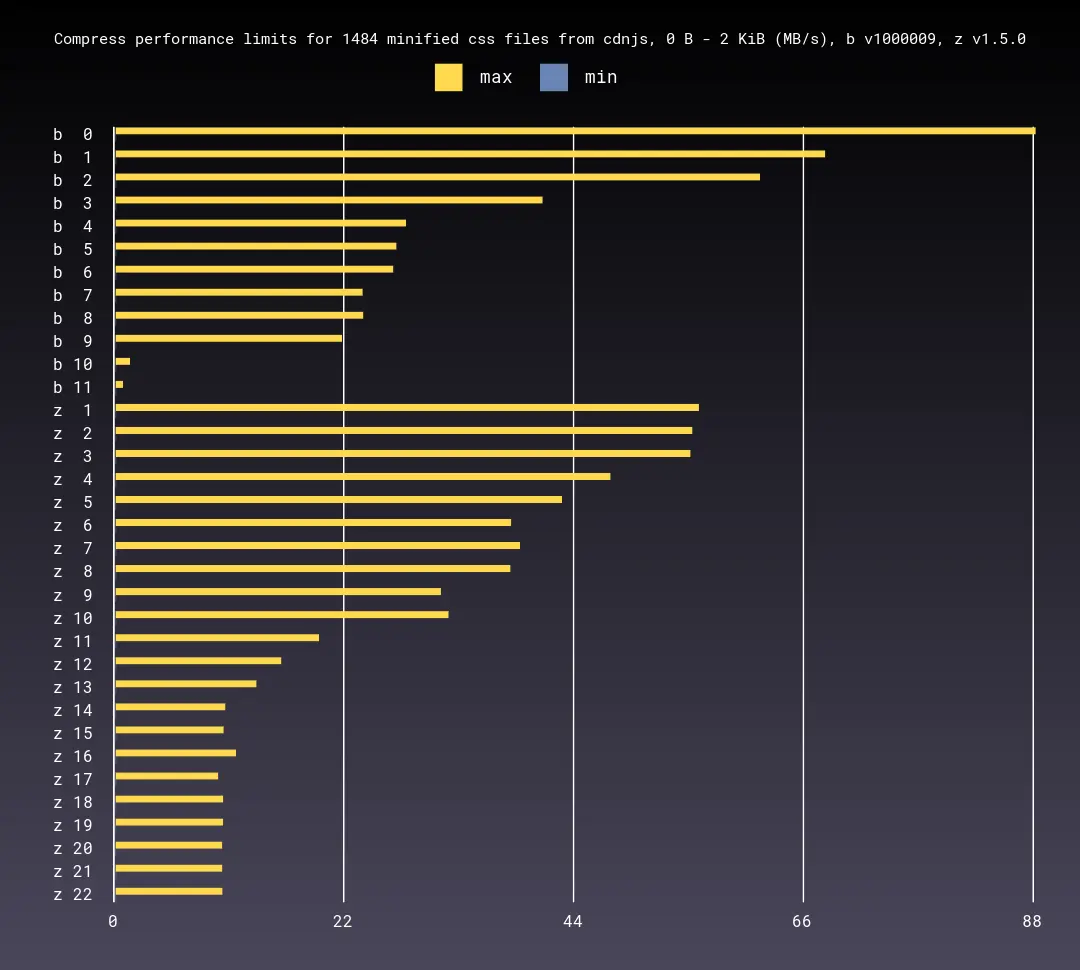 Compress performance limits for 1484 minified css files from cdnjs, 0 B - 2 KiB (MB/s), b v1000009, z v1.5.0
max min
b 0
b 1
b 2
b 3
b 4
b 5
b 6
b 7
b 8
b 9
b 10
b 11
z 1
z 2
z 3
z 4
z 5
z 6
z 7
z 8
z 9
z 10
z 11
z 12
z 13
z 14
z 15
z 16
z 17
z 18
z 19
z 20
z 21
z 22
0 22 44 66 88